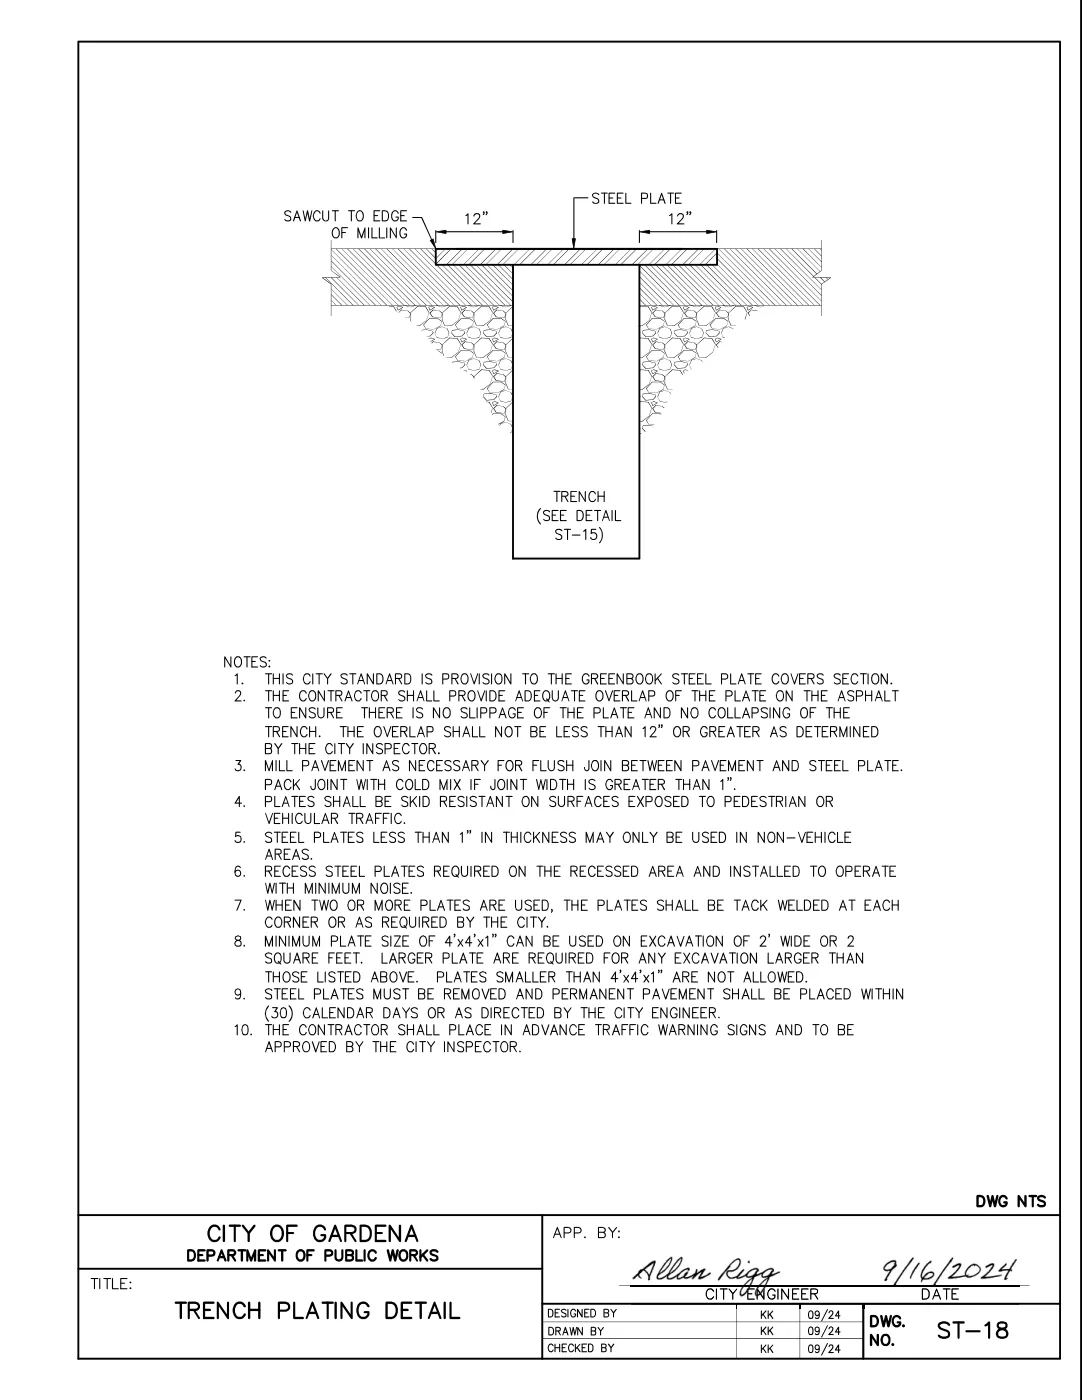 STEEL PLATE
SAWCUT TO EDGE
OF MILLING
12"
12"
TRENCH
(SEE DETAIL
ST-15)
NOTES:
1. THIS CITY STANDARD IS PROVISION TO THE GREENBOOK STEEL PLATE COVERS SECTION.
2. THE CONTRACTOR SHALL PROVIDE ADEQUATE OVERLAP OF THE PLATE ON THE ASPHALT
TO ENSURE THERE IS NO SLIPPAGE OF THE PLATE AND NO COLLAPSING OF THE
TRENCH. THE OVERLAP SHALL NOT BE LESS THAN 12" OR GREATER AS DETERMINED
BY THE CITY INSPECTOR.
3. MILL PAVEMENT AS NECESSARY FOR FLUSH JOIN BETWEEN PAVEMENT AND STEEL PLATE.
PACK JOINT WITH COLD MIX IF JOINT WIDTH IS GREATER THAN 1".
4. PLATES SHALL BE SKID RESISTANT ON SURFACES EXPOSED TO PEDESTRIAN OR
VEHICULAR TRAFFIC.
5. STEEL PLATES LESS THAN 1" IN THICKNESS MAY ONLY BE USED IN NON-VEHICLE
AREAS.
6. RECESS STEEL PLATES REQUIRED ON THE RECESSED AREA AND INSTALLED TO OPERATE
WITH MINIMUM NOISE.
7. WHEN TWO OR MORE PLATES ARE USED, THE PLATES SHALL BE TACK WELDED AT EACH
CORNER OR AS REQUIRED BY THE CITY.
8. MINIMUM PLATE SIZE OF 4'x4'x1" CAN BE USED ON EXCAVATION OF 2' WIDE OR 2
SQUARE FEET. LARGER PLATE ARE REQUIRED FOR ANY EXCAVATION LARGER THAN
THOSE LISTED ABOVE. PLATES SMALLER THAN 4'x4'x1" ARE NOT ALLOWED.
9. STEEL PLATES MUST BE REMOVED AND PERMANENT PAVEMENT SHALL BE PLACED WITHIN
(30) CALENDAR DAYS OR AS DIRECTED BY THE CITY ENGINEER.
10. THE CONTRACTOR SHALL PLACE IN ADVANCE TRAFFIC WARNING SIGNS AND TO BE
APPROVED BY THE CITY INSPECTOR.
DWG NTS
CITY OF GARDENA
DEPARTMENT OF PUBLIC WORKS
TITLE:
TRENCH PLATING DETAIL
APP. BY:
Allan Rigg 9/16/2024
CITY ENGINEER DATE
DESIGNED BY KK 09/24
DRAWN BY KK 09/24
CHECKED BY KK 09/24
DWG.
NO.
ST-18